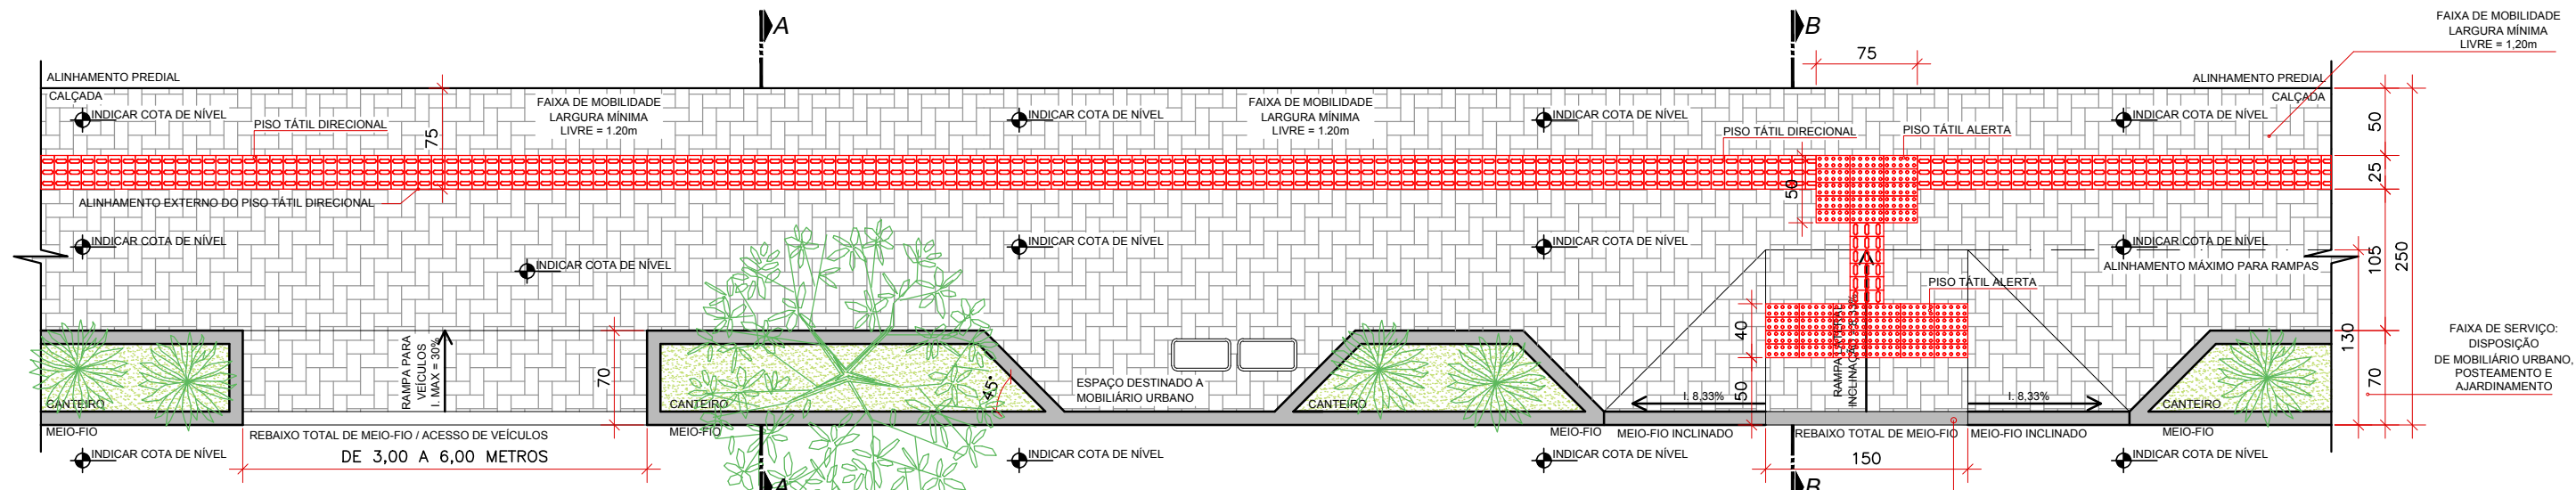 A
B
FAIXA DE MOBILIDADE
LARGURA MÍNIMA
LIVRE = 1,20m
75
ALINHAMENTO PREDIAL
ALINHAMENTO PREDIAL
CALÇADA
CALÇADA
INDICAR COTA DE NÍVEL
FAIXA DE MOBILIDADE
LARGURA MÍNIMA
LIVRE = 1.20m
INDICAR COTA DE NÍVEL
FAIXA DE MOBILIDADE
LARGURA MÍNIMA
LIVRE = 1.20m
INDICAR COTA DE NÍVEL
INDICAR COTA DE NÍVEL
50
PISO TÁTIL DIRECIONAL
75
PISO TÁTIL DIRECIONAL
PISO TÁTIL ALERTA
25
50
ALINHAMENTO EXTERNO DO PISO TÁTIL DIRECIONAL
INDICAR COTA DE NÍVEL
INDICAR COTA DE NÍVEL
INDICAR COTA DE NÍVEL
INDICAR COTA DE NÍVEL
105
250
INDICAR COTA DE NÍVEL
ALINHAMENTO MÁXIMO PARA RAMPAS
PISO TÁTIL ALERTA
40
130
FAIXA DE SERVIÇO:
DISPOSIÇÃO
DE MOBILIÁRIO URBANO,
POSTEAMENTO E
AJARDINAMENTO
RAMPA PARA
VEÍCULOS
I. MAX = 30%
70
45°
ESPAÇO DESTINADO A
MOBILIÁRIO URBANO
50
INCLINAÇÃO 8,33%
I. 8,33%
I. 8,33%
70
CANTEIRO
CANTEIRO
CANTEIRO
CANTEIRO
MEIO-FIO
REBAIXO TOTAL DE MEIO-FIO / ACESSO DE VEÍCULOS
MEIO-FIO
MEIO-FIO
MEIO-FIO INCLINADO
REBAIXO TOTAL DE MEIO-FIO
MEIO-FIO INCLINADO
MEIO-FIO
INDICAR COTA DE NÍVEL
DE 3,00 A 6,00 METROS
INDICAR COTA DE NÍVEL
INDICAR COTA DE NÍVEL
150
INDICAR COTA DE NÍVEL
A
B